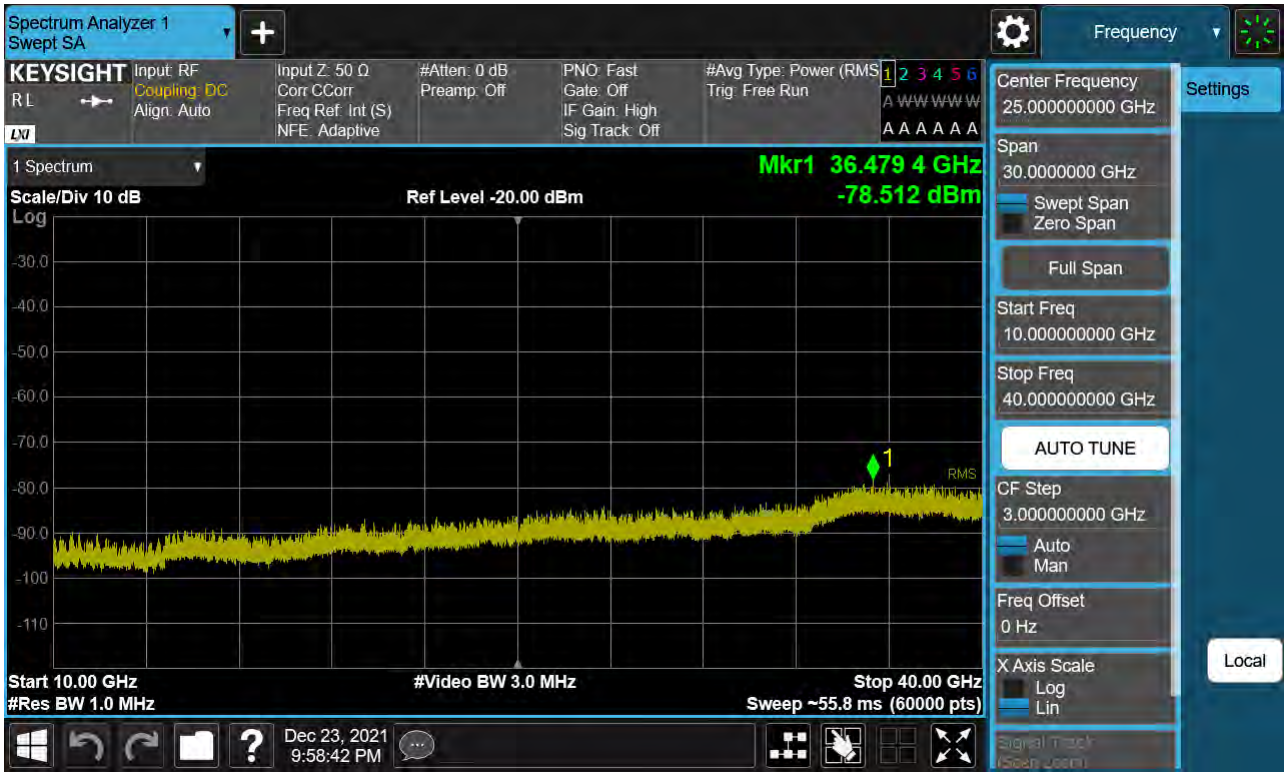 Spectrum Analyzer 1
Swept SA
Frequency
KEYSIGHT
RL
LXI
Input: RF
Coupling: DC
Align: Auto
Input Z: 50 Ω
Corr CCorr
Freq Ref: Int (S)
NFE: Adaptive
#Atten: 0 dB
Preamp: Off
PNO: Fast
Gate: Off
IF Gain: High
Sig Track: Off
#Avg Type: Power (RMS
Trig: Free Run
1 2 3 4 5 6
A W W W W W
A A A A A A
1 Spectrum
Mkr1 36.479 4 GHz
-78.512 dBm
Scale/Div 10 dB
Ref Level -20.00 dBm
Log
-30.0
-40.0
-50.0
-60.0
-70.0
-80.0
-90.0
-100
-110
1
RMS
Start 10.00 GHz
#Video BW 3.0 MHz
Stop 40.00 GHz
#Res BW 1.0 MHz
Sweep ~55.8 ms (60000 pts)
Dec 23, 2021
9:58:42 PM
Center Frequency
25.000000000 GHz
Settings
Span
30.0000000 GHz
Swept Span
Zero Span
Full Span
Start Freq
10.000000000 GHz
Stop Freq
40.000000000 GHz
AUTO TUNE
CF Step
3.000000000 GHz
Auto
Man
Freq Offset
0 Hz
X Axis Scale
Log
Lin
Local
Signal Track
(Span Zoom)